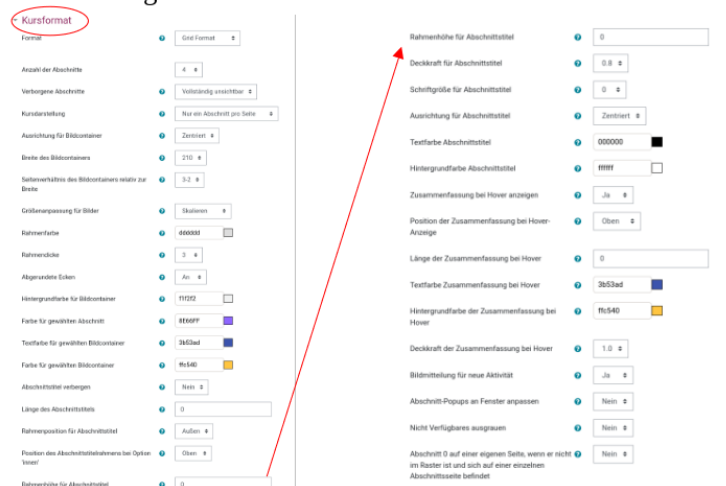 Kursformat
Format
Grid Format
Anzahl der Abschnitte
4
Verborgene Abschnitte
Vollständig unsichtbar
Kursdarstellung
Nur ein Abschnitt pro Seite
Ausrichtung für Bildcontainer
Zentriert
Breite des Bildcontainers
210
Seitenverhältnis des Bildcontainers relativ zur
Breite
3-2
Größenanpassung für Bilder
Skalieren
Rahmenfarbe
dddddd
Rahmendicke
3
Abgerundete Ecken
An
Hintergrundfarbe für Bildcontainer
f1f2f2
Farbe für gewählten Abschnitt
8E66FF
Textfarbe für gewählten Bildcontainer
3b53ad
Farbe für gewählten Bildcontainer
ffc540
Abschnittstitel verbergen
Nein
Länge des Abschnittstitels
0
Rahmenposition für Abschnittstitel
Außen
Position des Abschnittstitelrahmens bei Option
'Innen'
Oben
Rahmenhöhe für Abschnittstitel
0
Rahmenhöhe für Abschnittstitel
0
Deckkraft für Abschnittstitel
0.8
Schriftgröße für Abschnittstitel
0
Ausrichtung für Abschnittstitel
Zentriert
Textfarbe Abschnittstitel
000000
Hintergrundfarbe Abschnittstitel
ffffff
Zusammenfassung bei Hover anzeigen
Ja
Position der Zusammenfassung bei Hover-
Anzeige
Oben
Länge der Zusammenfassung bei Hover
0
Textfarbe Zusammenfassung bei Hover
3b53ad
Hintergrundfarbe der Zusammenfassung bei
Hover
ffc540
Deckkraft der Zusammenfassung bei Hover
1.0
Bildmitteilung für neue Aktivität
Ja
Abschnitt-Popups an Fenster anpassen
Nein
Nicht Verfügbares ausgrauen
Nein
Abschnitt 0 auf einer eigenen Seite, wenn er nicht
im Raster ist und sich auf einer einzelnen
Abschnittsseite befindet
Nein